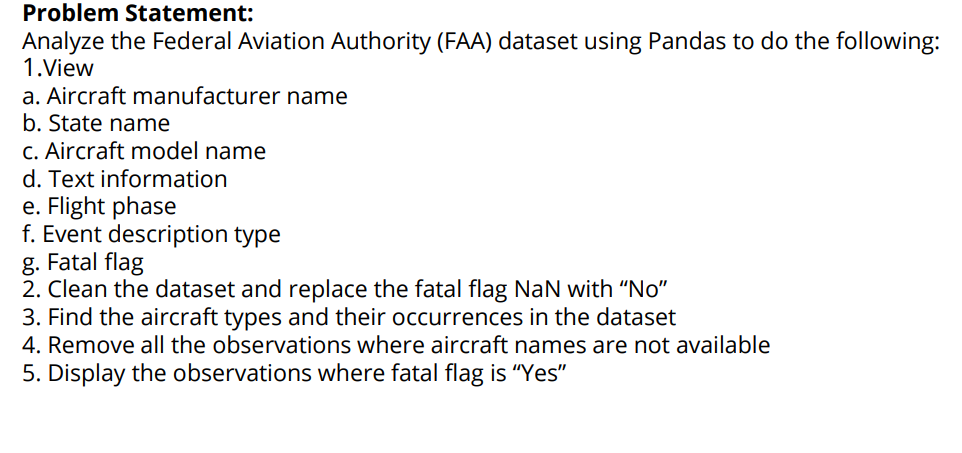 Problem Statement:
Analyze the Federal Aviation Authority (FAA) dataset using Pandas to do the following:
1.View
a. Aircraft manufacturer name
b. State name
c. Aircraft model name
d. Text information
e. Flight phase
f. Event description type
g. Fatal flag
2. Clean the dataset and replace the fatal flag NaN with “No”
3. Find the aircraft types and their occurrences in the dataset
4. Remove all the observations where aircraft names are not available
5. Display the observations where fatal flag is “Yes”